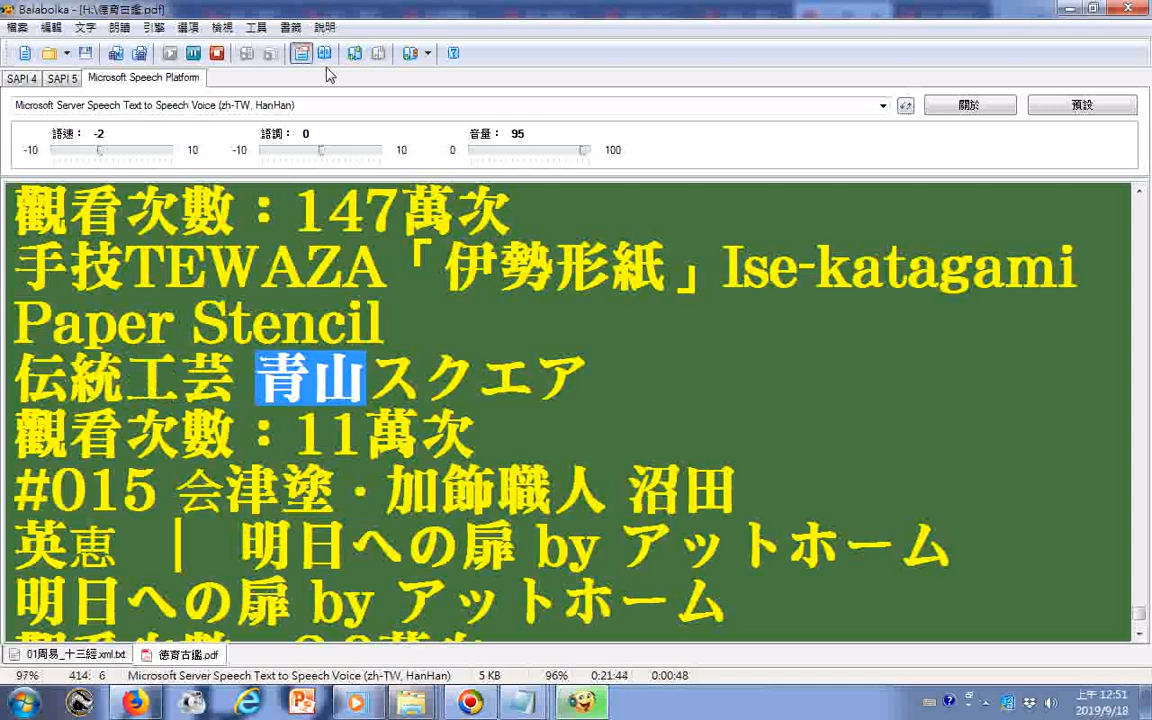 Balabolka - [H:\德育古鑑.pdf]
檔案 編輯 文字 朗讀 引擎 選項 檢視 工具 書籤 說明
SAPI 4 SAPI 5 Microsoft Speech Platform
Microsoft Server Speech Text to Speech Voice (zh-TW, HanHan) 關於 預設
語速： -2 語調： 0 音量： 95
-10 10 -10 10 0 100
觀看次數：147萬次
手技TEWAZA「伊勢形紙」Ise-katagami
Paper Stencil
伝統工芸 青山スクエア
觀看次數：11萬次
#015 会津塗・加飾職人 沼田
英恵 ｜ 明日への扉 by アットホーム
明日への扉 by アットホーム
01周易_十三經.xml.txt 德育古鑑.pdf
97% 414: 6 Microsoft Server Speech Text to Speech Voice (zh-TW, HanHan) 5 KB 96% 0:21:44 0:00:48
上午 12:51
2019/9/18